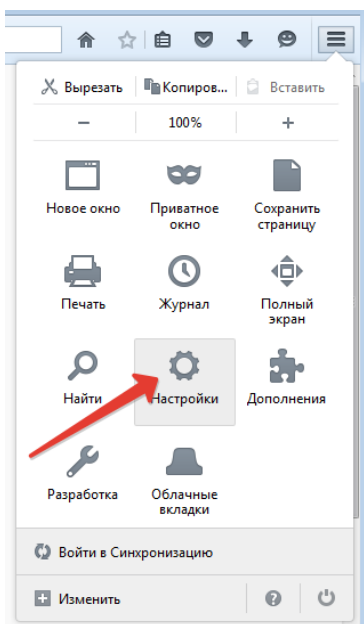 Вырезать Копиров... Вставить
− 100% +
Новое окно Приватное окно Сохранить страницу
Печать Журнал Полный экран
Найти Настройки Дополнения
Разработка Облачные вкладки
Войти в Синхронизацию
Изменить